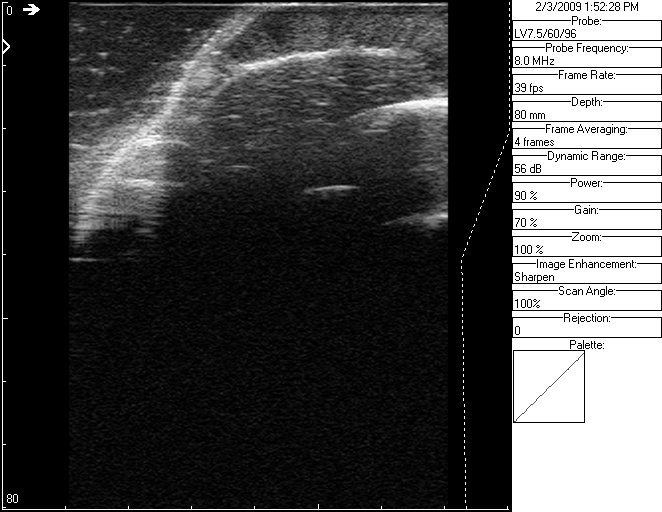 0
2/3/2009 1:52:28 PM
Probe:
LV7.5/60/96
Probe Frequency:
8.0 MHz
Frame Rate:
39 fps
Depth:
80 mm
Frame Averaging:
4 frames
Dynamic Range:
56 dB
Power:
90 %
Gain:
70 %
Zoom:
100 %
Image Enhancement:
Sharpen
Scan Angle:
100%
Rejection:
0
Palette:
80